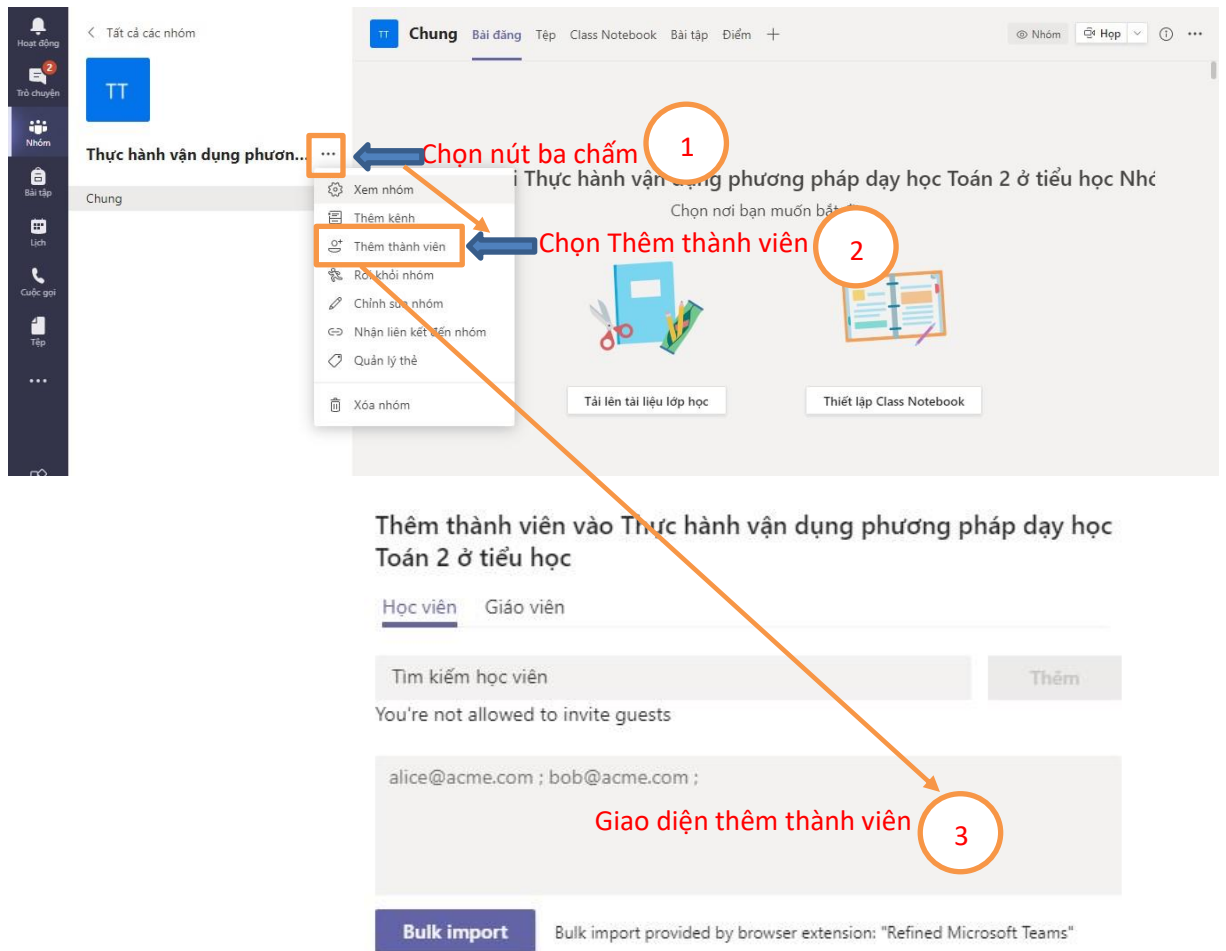 Hoạt động
2
Trò chuyện
Nhóm
Bài tập
Lịch
Cuộc gọi
Tệp
Tất cả các nhóm
TT
Thực hành vận dụng phươn... ...
Chung
TT Chung Bài đăng Tệp Class Notebook Bài tập Điểm +
Nhóm Họp
Chọn nút ba chấm 1
Xem nhóm
Thêm kênh
Thêm thành viên
Rời khỏi nhóm
Chỉnh sửa nhóm
Nhận liên kết đến nhóm
Quản lý thẻ
Xóa nhóm
i Thực hành vận dụng phương pháp dạy học Toán 2 ở tiểu học
Chọn nơi bạn muốn
Chọn Thêm thành viên 2
Tải lên tài liệu lớp học
Thiết lập Class Notebook
Thêm thành viên vào Thực hành vận dụng phương pháp dạy học
Toán 2 ở tiểu học
Học viên Giáo viên
Tìm kiếm học viên
Thêm
You're not allowed to invite guests
alice@acme.com ; bob@acme.com ;
Giao diện thêm thành viên 3
Bulk import
Bulk import provided by browser extension: "Refined Microsoft Teams"